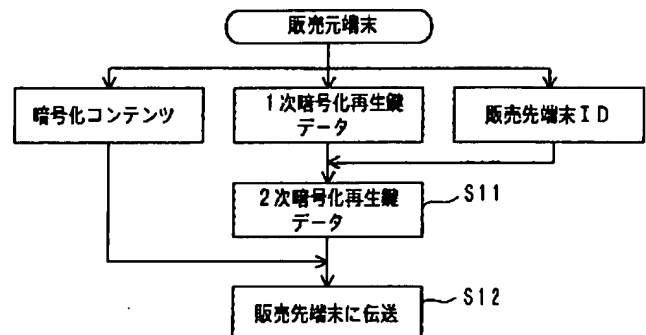 販売元端末
暗号化コンテンツ
1次暗号化再生鍵
データ
販売先端末ID
2次暗号化再生鍵
データ
S11
販売先端末に伝送
S12